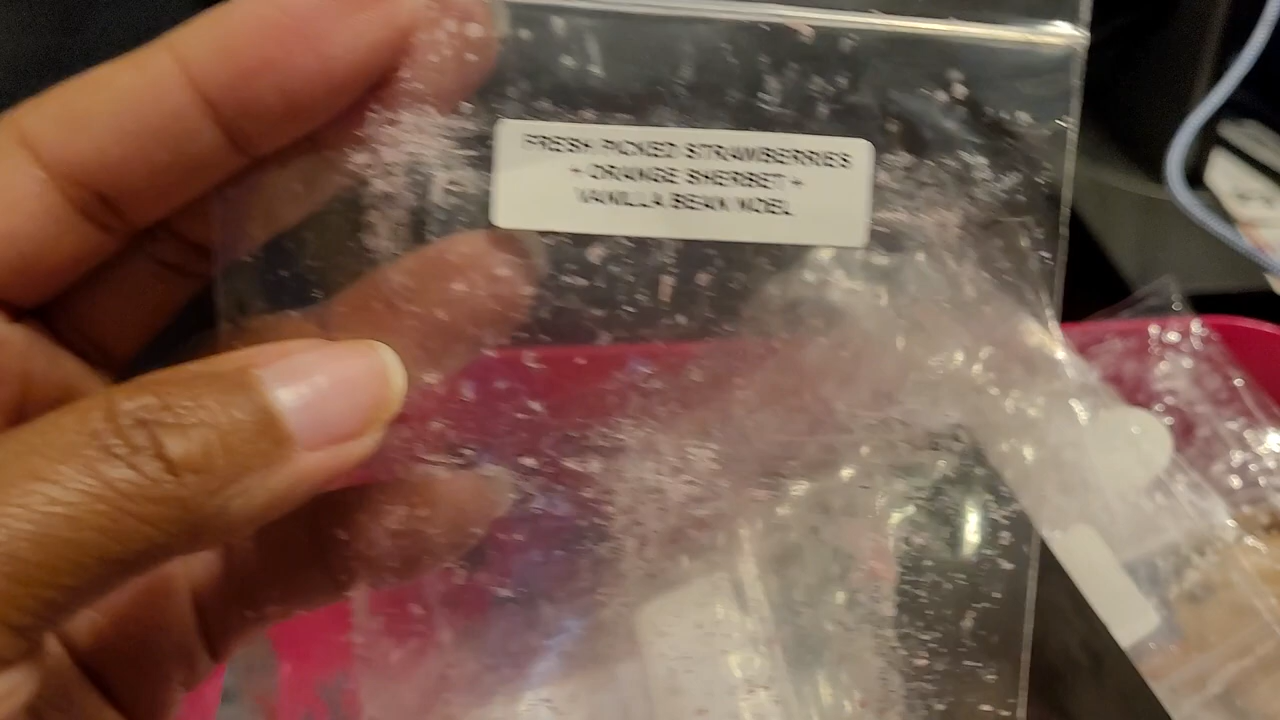 FRESH PICKED STRAWBERRIES
+ ORANGE SHERBET +
VANILLA BEAN NOEL